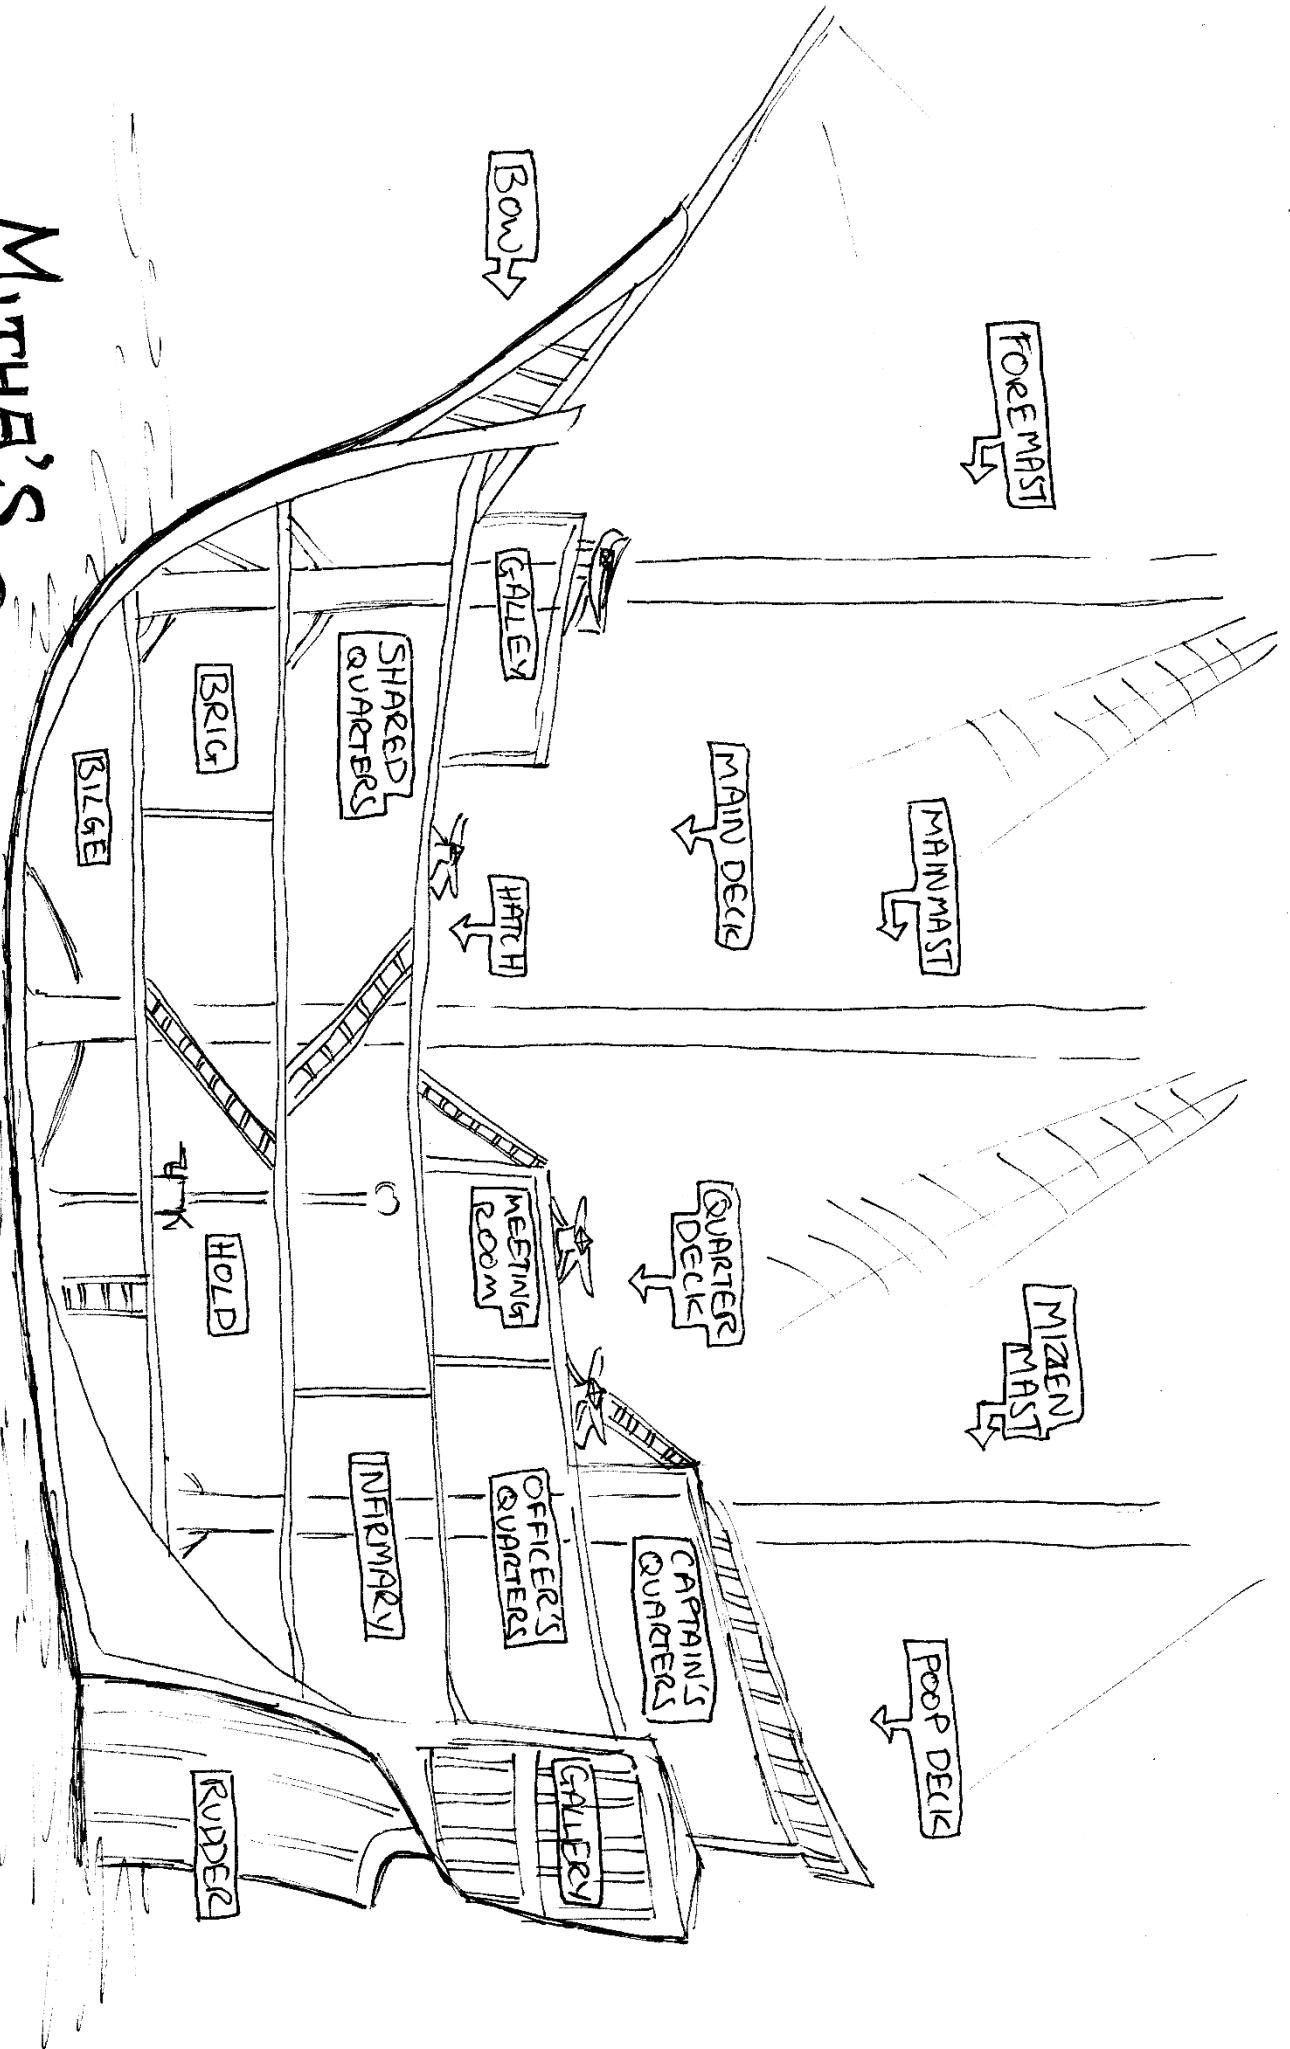 BOW
FOREMAST
MAINMAST
MIZZEN
MAST
POOP DECK
MAIN DECK
QUARTER
DECK
GALLEY
HATCH
MEETING
ROOM
OFFICER'S
QUARTERS
CAPTAIN'S
QUARTERS
GALLERY
SHARED
QUARTERS
INFIRMARY
BRIG
HOLD
RUDDER
BILGE